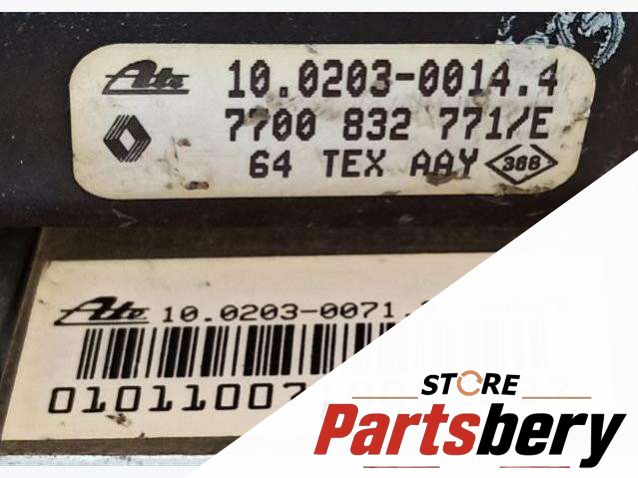 Ate 10.0203-0014.4
7700 832 771/E
64 TEX AAY 368
Ate 10.0203-0071.
STORE
Partsbery